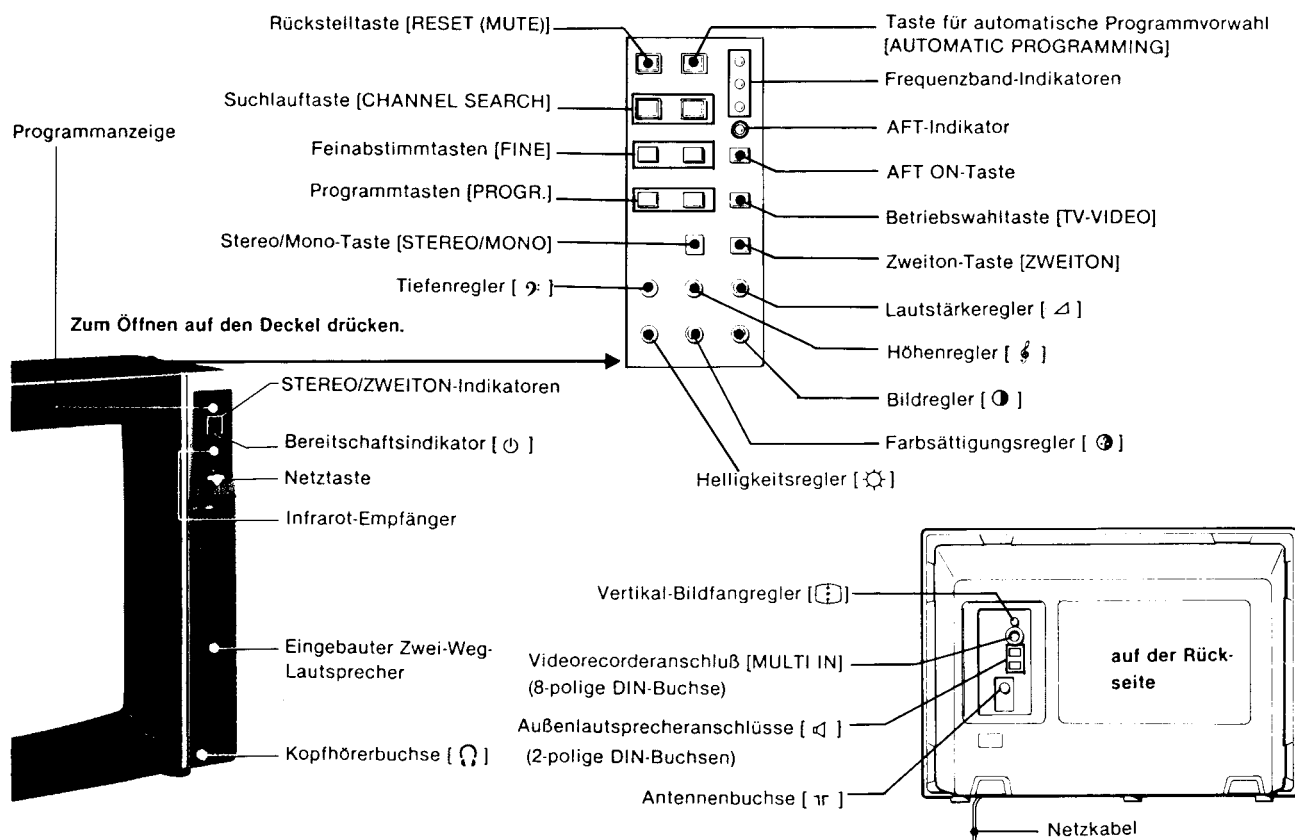 Rückstelltaste [RESET (MUTE)]
Taste für automatische Programmvorwahl
[AUTOMATIC PROGRAMMING]
Frequenzband-Indikatoren
Suchlauftaste [CHANNEL SEARCH]
AFT-Indikator
Programmanzeige
Feinabstimmtasten [FINE]
AFT ON-Taste
Programmtasten [PROGR.]
Betriebswahltaste [TV-VIDEO]
Stereo/Mono-Taste [STEREO/MONO]
Zweiton-Taste [ZWEITON]
Tiefenregler [ 𝄢 ]
Lautstärkeregler [ ⊿ ]
Zum Öffnen auf den Deckel drücken.
Höhenregler [ 𝄞 ]
STEREO/ZWEITON-Indikatoren
Bildregler [ ◑ ]
Bereitschaftsindikator [ ⏻ ]
Farbsättigungsregler [ ]
Netztaste
Helligkeitsregler [ ☼ ]
Infrarot-Empfänger
Vertikal-Bildfangregler [ ]
Eingebauter Zwei-Weg-
Lautsprecher
Videorecorderanschluß [MULTI IN]
(8-polige DIN-Buchse)
auf der Rück-
seite
Außenlautsprecheranschlüsse [ ]
(2-polige DIN-Buchsen)
Kopfhörerbuchse [ ]
Antennenbuchse [ ]
Netzkabel